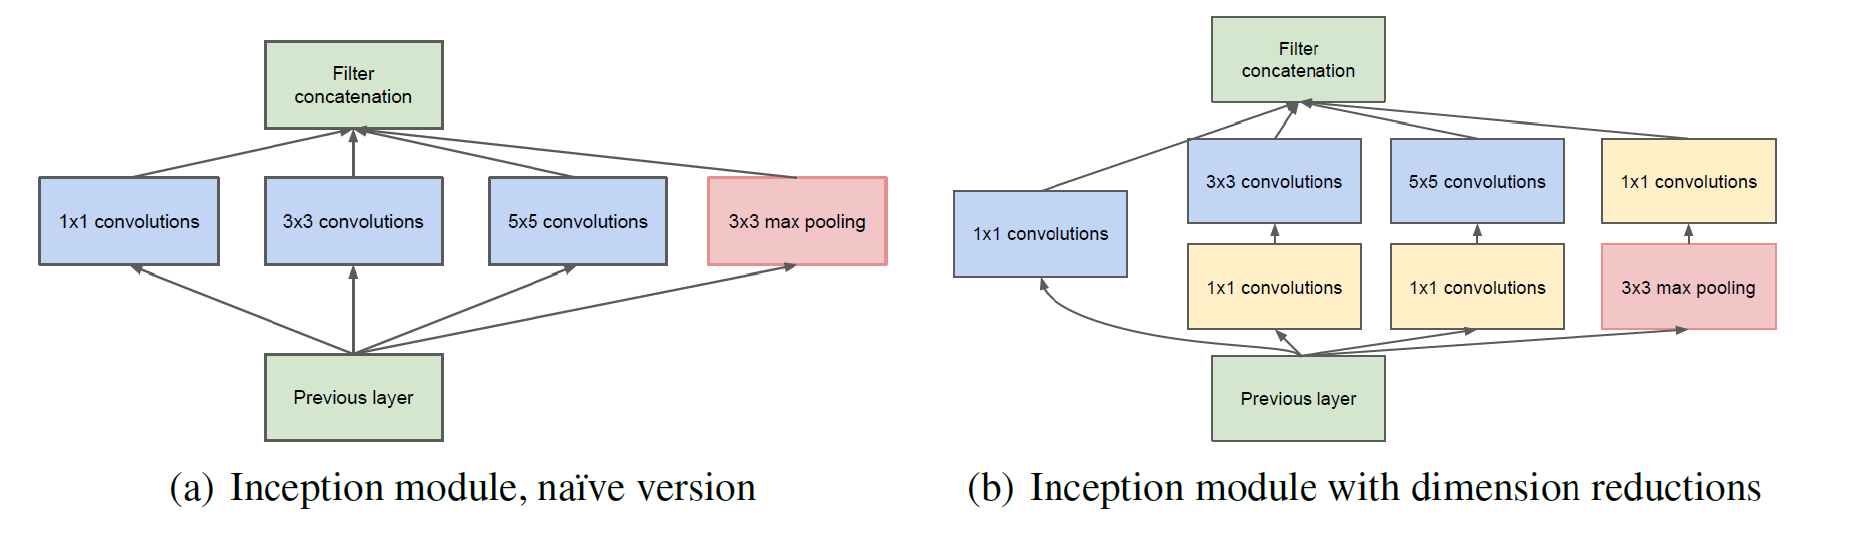 Filter
concatenation
1x1 convolutions
3x3 convolutions
5x5 convolutions
3x3 max pooling
Previous layer
(a) Inception module, naïve version
Filter
concatenation
3x3 convolutions
5x5 convolutions
1x1 convolutions
1x1 convolutions
1x1 convolutions
1x1 convolutions
3x3 max pooling
Previous layer
(b) Inception module with dimension reductions